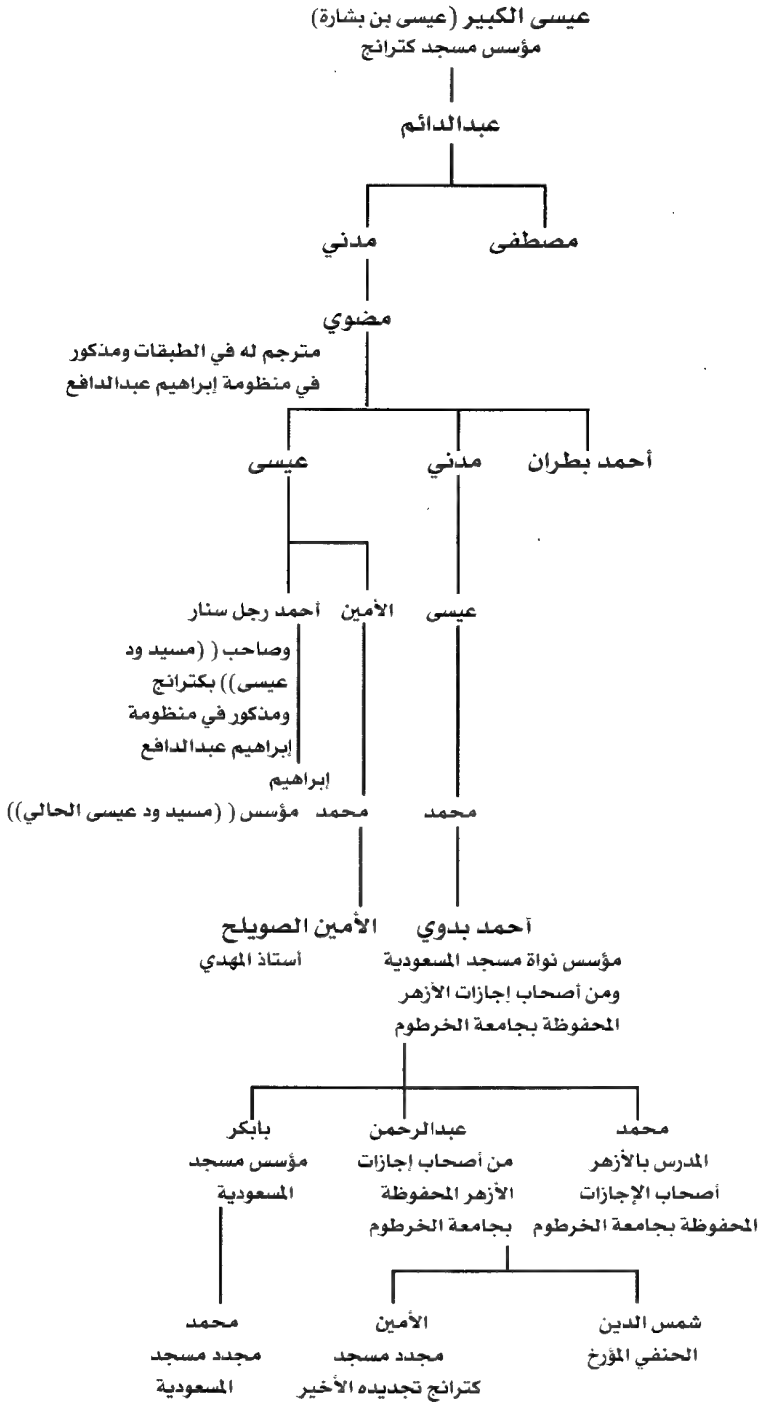 عيسى الكبير (عيسى بن بشارة)
مؤسس مسجد كترانج
عبدالدائم
مصطفى
مدني
مضوي
مترجم له في الطبقات ومذكور
في منظومة إبراهيم عبدالدافع
أحمد بطران
مدني
عيسى
عيسى
الأمين
أحمد رجل سنار
وصاحب ((مسيد ود
عيسى)) بكترانج
ومذكور في منظومة
إبراهيم عبدالدافع
إبراهيم
محمد
محمد
مؤسس ((مسيد ود عيسى الحالي))
أحمد بدوي
مؤسس نواة مسجد المسعودية
ومن أصحاب إجازات الأزهر
المحفوظة بجامعة الخرطوم
الأمين الصويلح
أستاذ المهدي
محمد
المدرس بالأزهر
أصحاب الإجازات
المحفوظة بجامعة الخرطوم
عبدالرحمن
من أصحاب إجازات
الأزهر المحفوظة
بجامعة الخرطوم
بابكر
مؤسس مسجد
المسعودية
شمس الدين
الحنفي المؤرخ
الأمين
مجدد مسجد
كترانج تجديده الأخير
محمد
مجدد مسجد
المسعودية